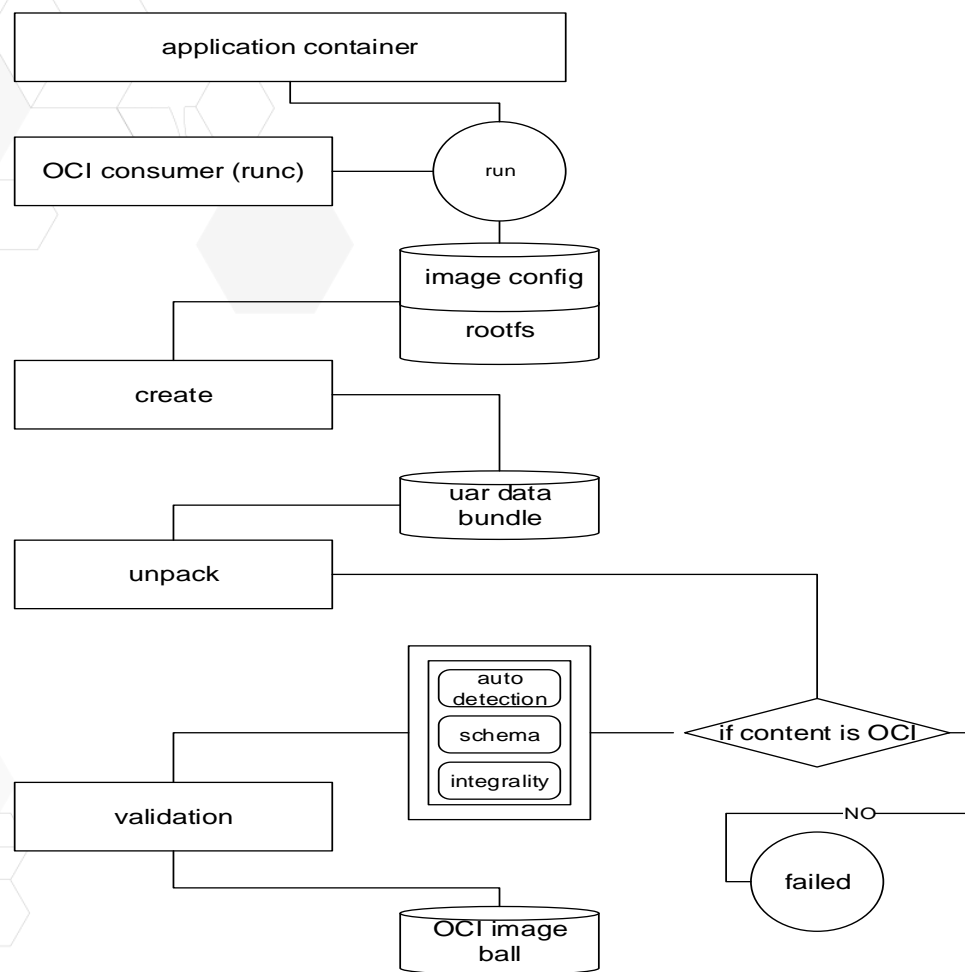 application container
OCI consumer (runc)
run
image config
rootfs
create
uar data
bundle
unpack
auto
detection
schema
integrality
if content is OCI
validation
NO
failed
OCI image
ball